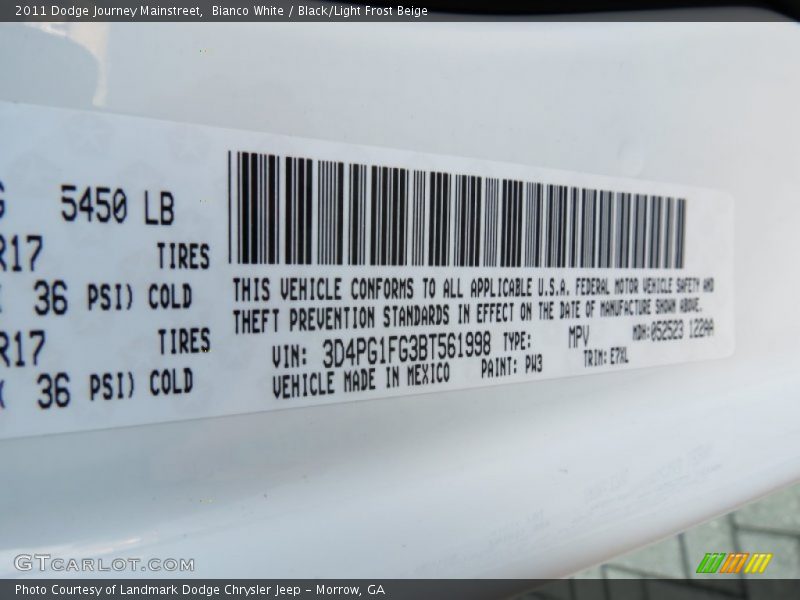 2011 Dodge Journey Mainstreet,  Bianco White / Black/Light Frost Beige
5450 LB
R17 TIRES
36 PSI) COLD
R17 TIRES
( 36 PSI) COLD
THIS VEHICLE CONFORMS TO ALL APPLICABLE U.S.A. FEDERAL MOTOR VEHICLE SAFETY AND
THEFT PREVENTION STANDARDS IN EFFECT ON THE DATE OF MANUFACTURE SHOWN ABOVE.
VIN: 3D4PG1FG3BT561998 TYPE: MPV MDH:052523 122AA
VEHICLE MADE IN MEXICO PAINT: PW3 TRIM: E7XL
GTCARLOT.COM
Photo Courtesy of Landmark Dodge Chrysler Jeep – Morrow, GA